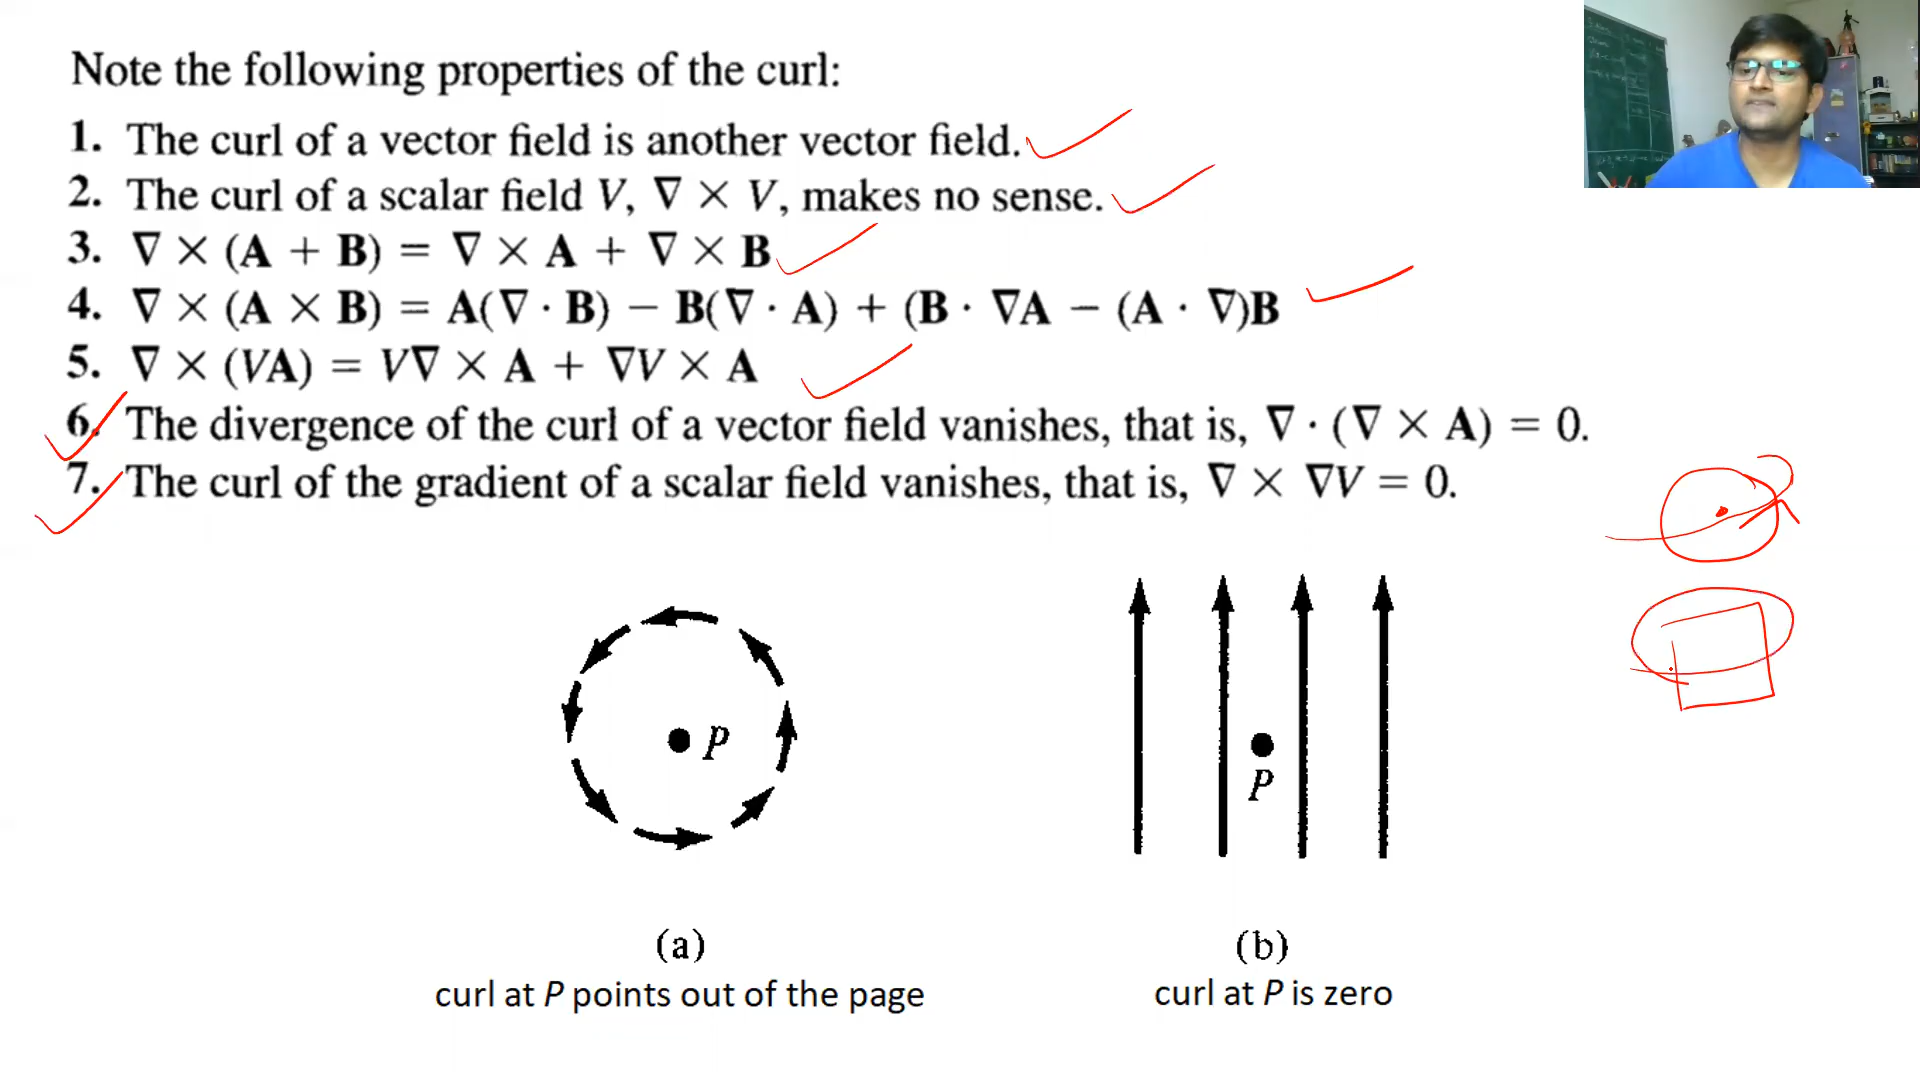 Note the following properties of the curl:
1. The curl of a vector field is another vector field.
2. The curl of a scalar field V, ∇ × V, makes no sense.
3. ∇ × (A + B) = ∇ × A + ∇ × B
4. ∇ × (A × B) = A(∇ · B) − B(∇ · A) + (B · ∇A − (A · ∇)B
5. ∇ × (VA) = V∇ × A + ∇V × A
6. The divergence of the curl of a vector field vanishes, that is, ∇ · (∇ × A) = 0.
7. The curl of the gradient of a scalar field vanishes, that is, ∇ × ∇V = 0.
P
P
(a)
curl at P points out of the page
(b)
curl at P is zero